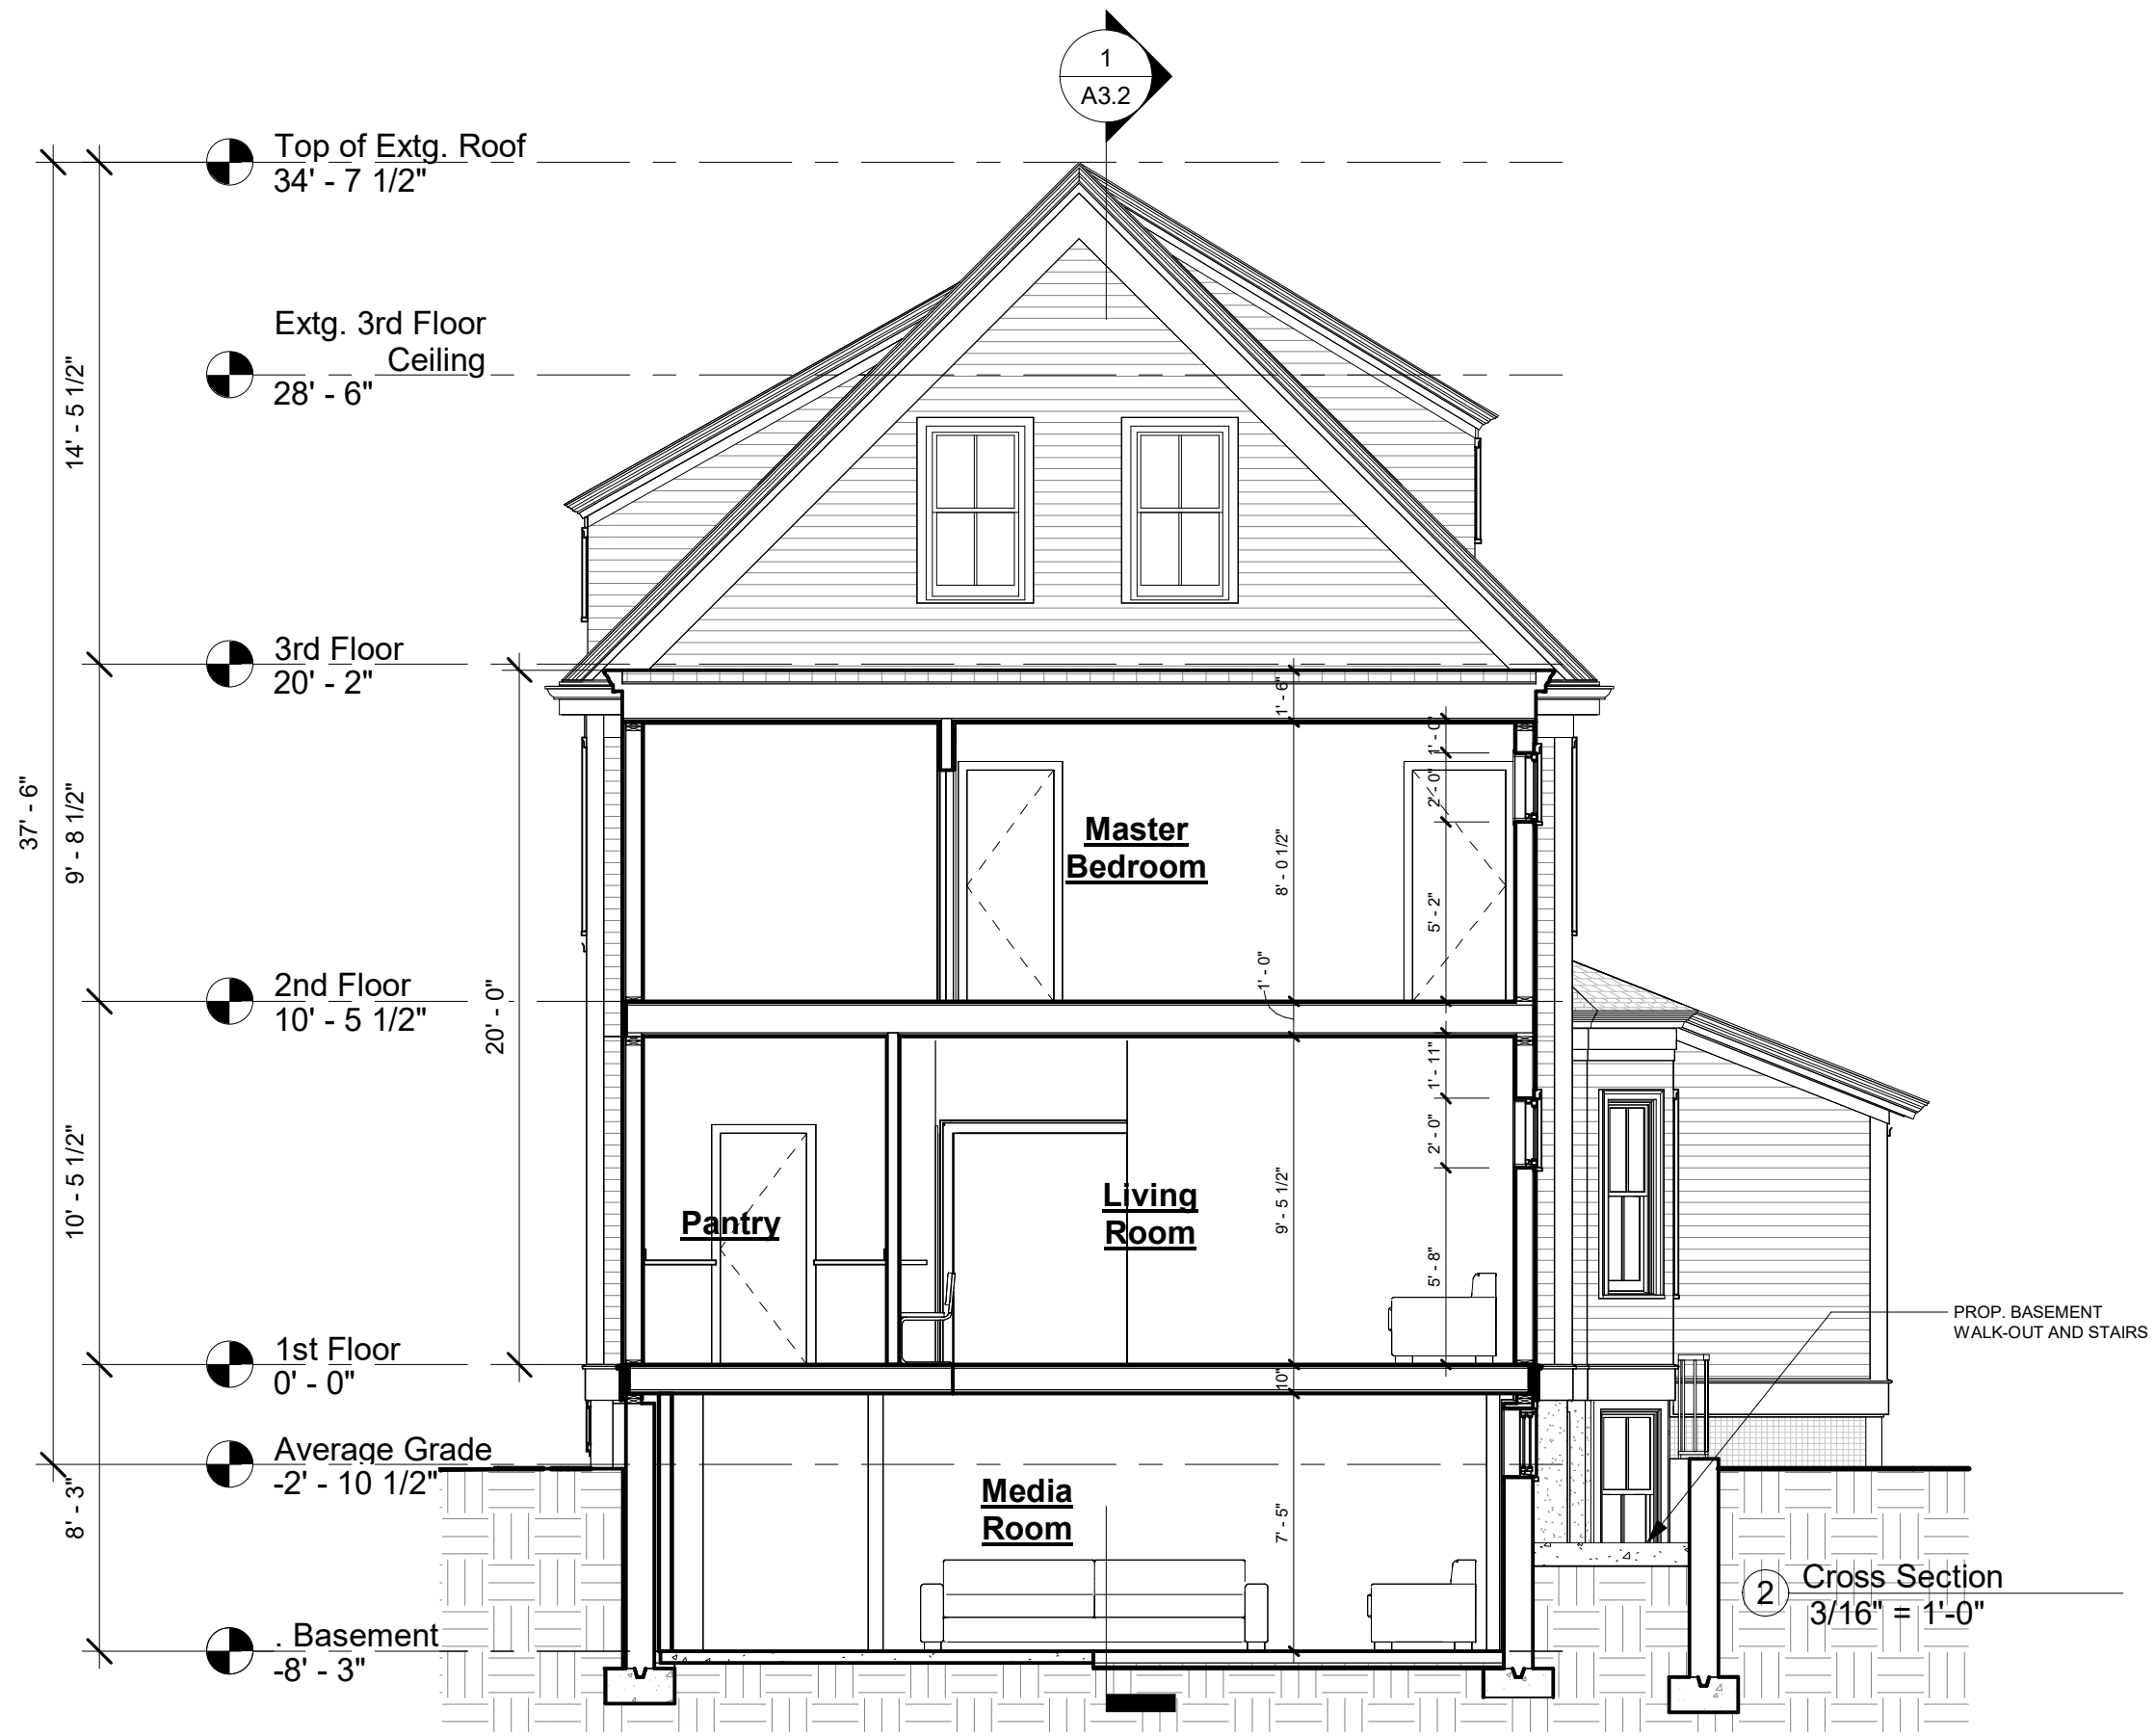 1
A3.2
Top of Extg. Roof
34' - 7 1/2"
Extg. 3rd Floor
Ceiling
28' - 6"
14' - 5 1/2"
3rd Floor
20' - 2"
1' - 6"
1' - 0"
2' - 0"
37' - 6"
9' - 8 1/2"
Master
Bedroom
8' - 0 1/2"
5' - 2"
2nd Floor
10' - 5 1/2"
20' - 0"
1' - 0"
1' - 11"
2' - 0"
10' - 5 1/2"
Pantry
Living
Room
9' - 5 1/2"
5' - 8"
PROP. BASEMENT
WALK-OUT AND STAIRS
1st Floor
0' - 0"
10"
Average Grade
-2' - 10 1/2"
8' - 3"
Media
Room
7' - 5"
2
Cross Section
3/16" = 1'-0"
. Basement
-8' - 3"